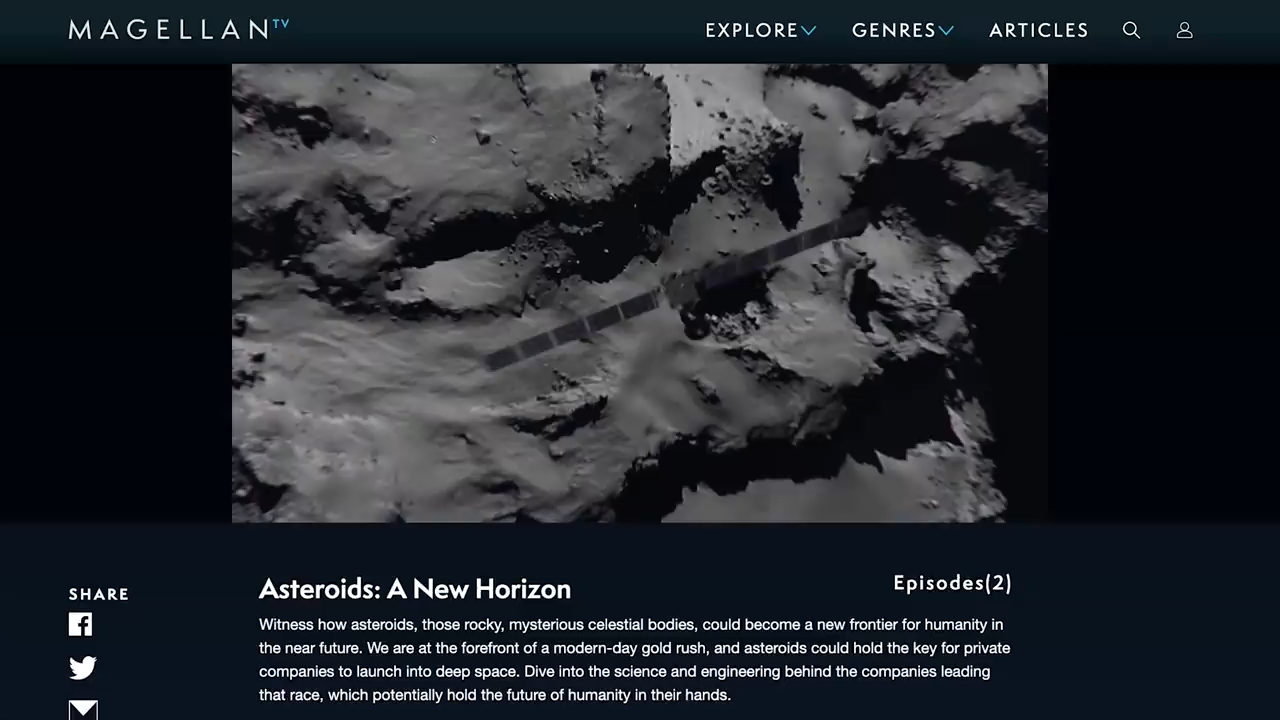 MAGELLANTV
EXPLORE
GENRES
ARTICLES
Asteroids: A New Horizon
Episodes(2)
SHARE
Witness how asteroids, those rocky, mysterious celestial bodies, could become a new frontier for humanity in
the near future. We are at the forefront of a modern-day gold rush, and asteroids could hold the key for private
companies to launch into deep space. Dive into the science and engineering behind the companies leading
that race, which potentially hold the future of humanity in their hands.